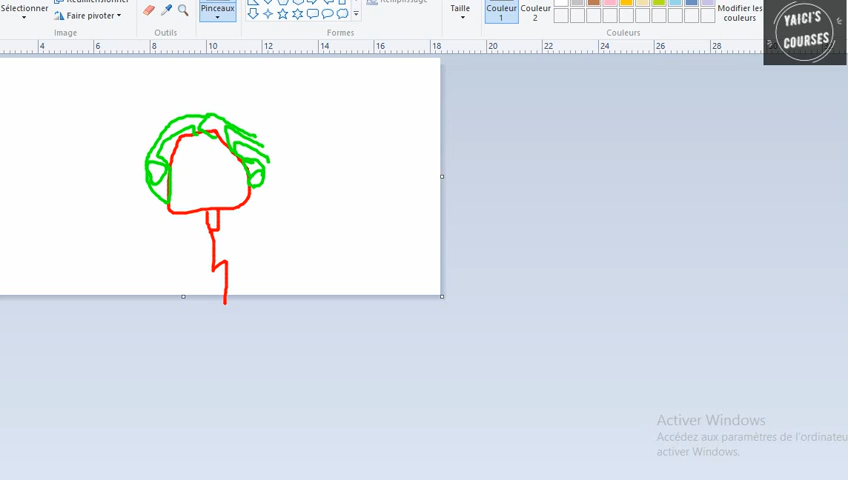 Sélectionner
Faire pivoter
Image
Pinceaux
Outils
Remplissage
Formes
Taille
Couleur 1
Couleur 2
Modifier les couleurs
Couleurs
YAICI'S
COURSES
4 6 8 10 12 14 16 18 20 22 24 26 28
Activer Windows
Accédez aux paramètres de l'ordinateu
activer Windows.